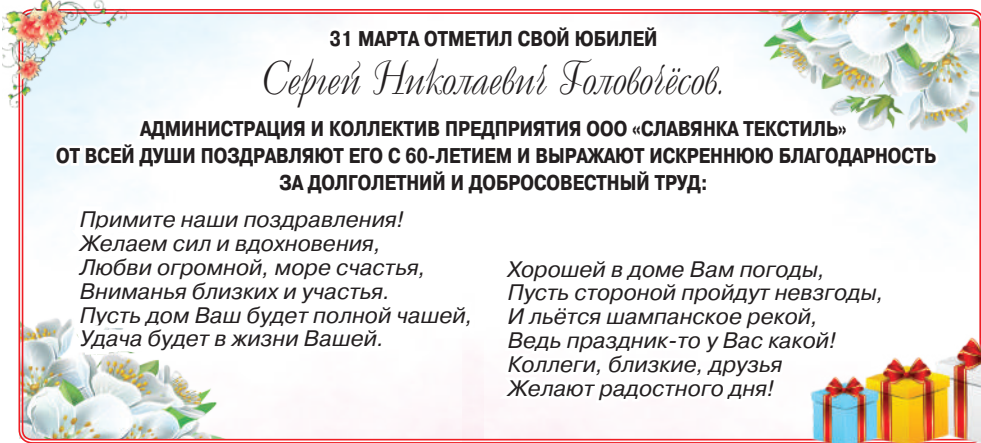 31 МАРТА ОТМЕТИЛ СВОЙ ЮБИЛЕЙ
Сергей Николаевич Головочёсов.
АДМИНИСТРАЦИЯ И КОЛЛЕКТИВ ПРЕДПРИЯТИЯ ООО «СЛАВЯНКА ТЕКСТИЛЬ»
ОТ ВСЕЙ ДУШИ ПОЗДРАВЛЯЮТ ЕГО С 60-ЛЕТИЕМ И ВЫРАЖАЮТ ИСКРЕННЮЮ БЛАГОДАРНОСТЬ
ЗА ДОЛГОЛЕТНИЙ И ДОБРОСОВЕСТНЫЙ ТРУД:
Примите наши поздравления!
Желаем сил и вдохновения,
Любви огромной, море счастья,
Вниманья близких и участья.
Пусть дом Ваш будет полной чашей,
Удача будет в жизни Вашей.
Хорошей в доме Вам погоды,
Пусть стороной пройдут невзгоды,
И льётся шампанское рекой,
Ведь праздник-то у Вас какой!
Коллеги, близкие, друзья
Желают радостного дня!